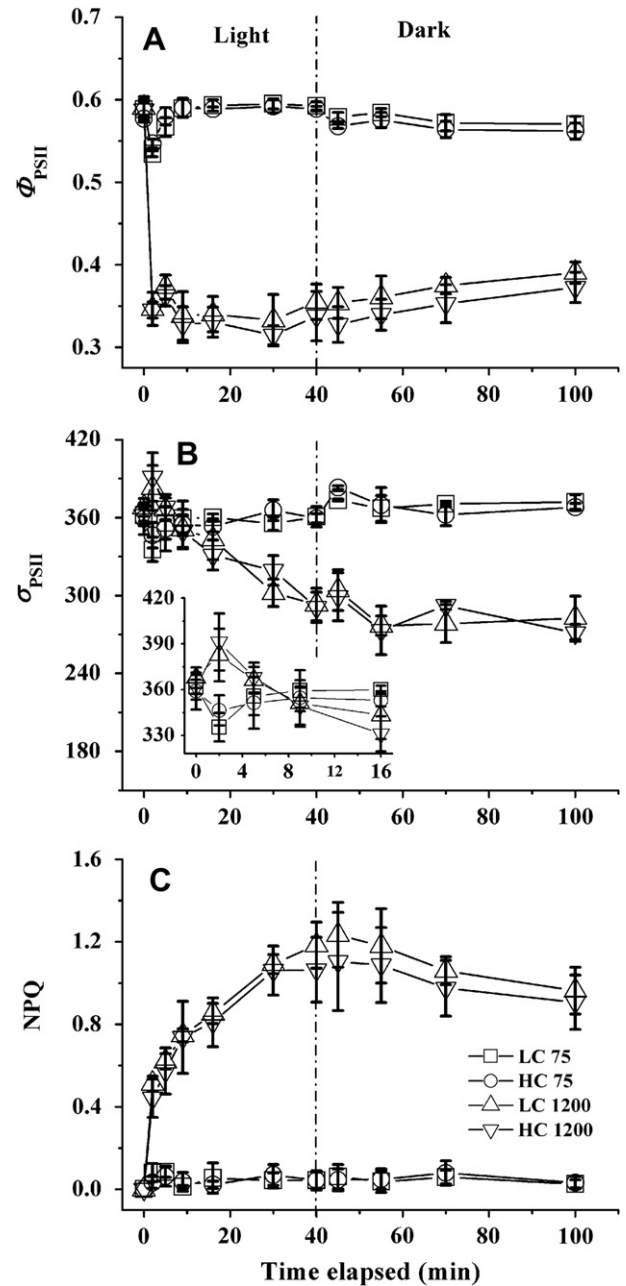 A
Light
Dark
0.7
0.6
0.5
0.4
0.3
Φ_PSII
0 20 40 60 80 100
B
420
360
300
240
180
σ_PSII
420
390
360
330
0 4 8 12 16
0 20 40 60 80 100
C
1.6
1.2
0.8
0.4
0.0
NPQ
LC 75
HC 75
LC 1200
HC 1200
0 20 40 60 80 100
Time elapsed (min)